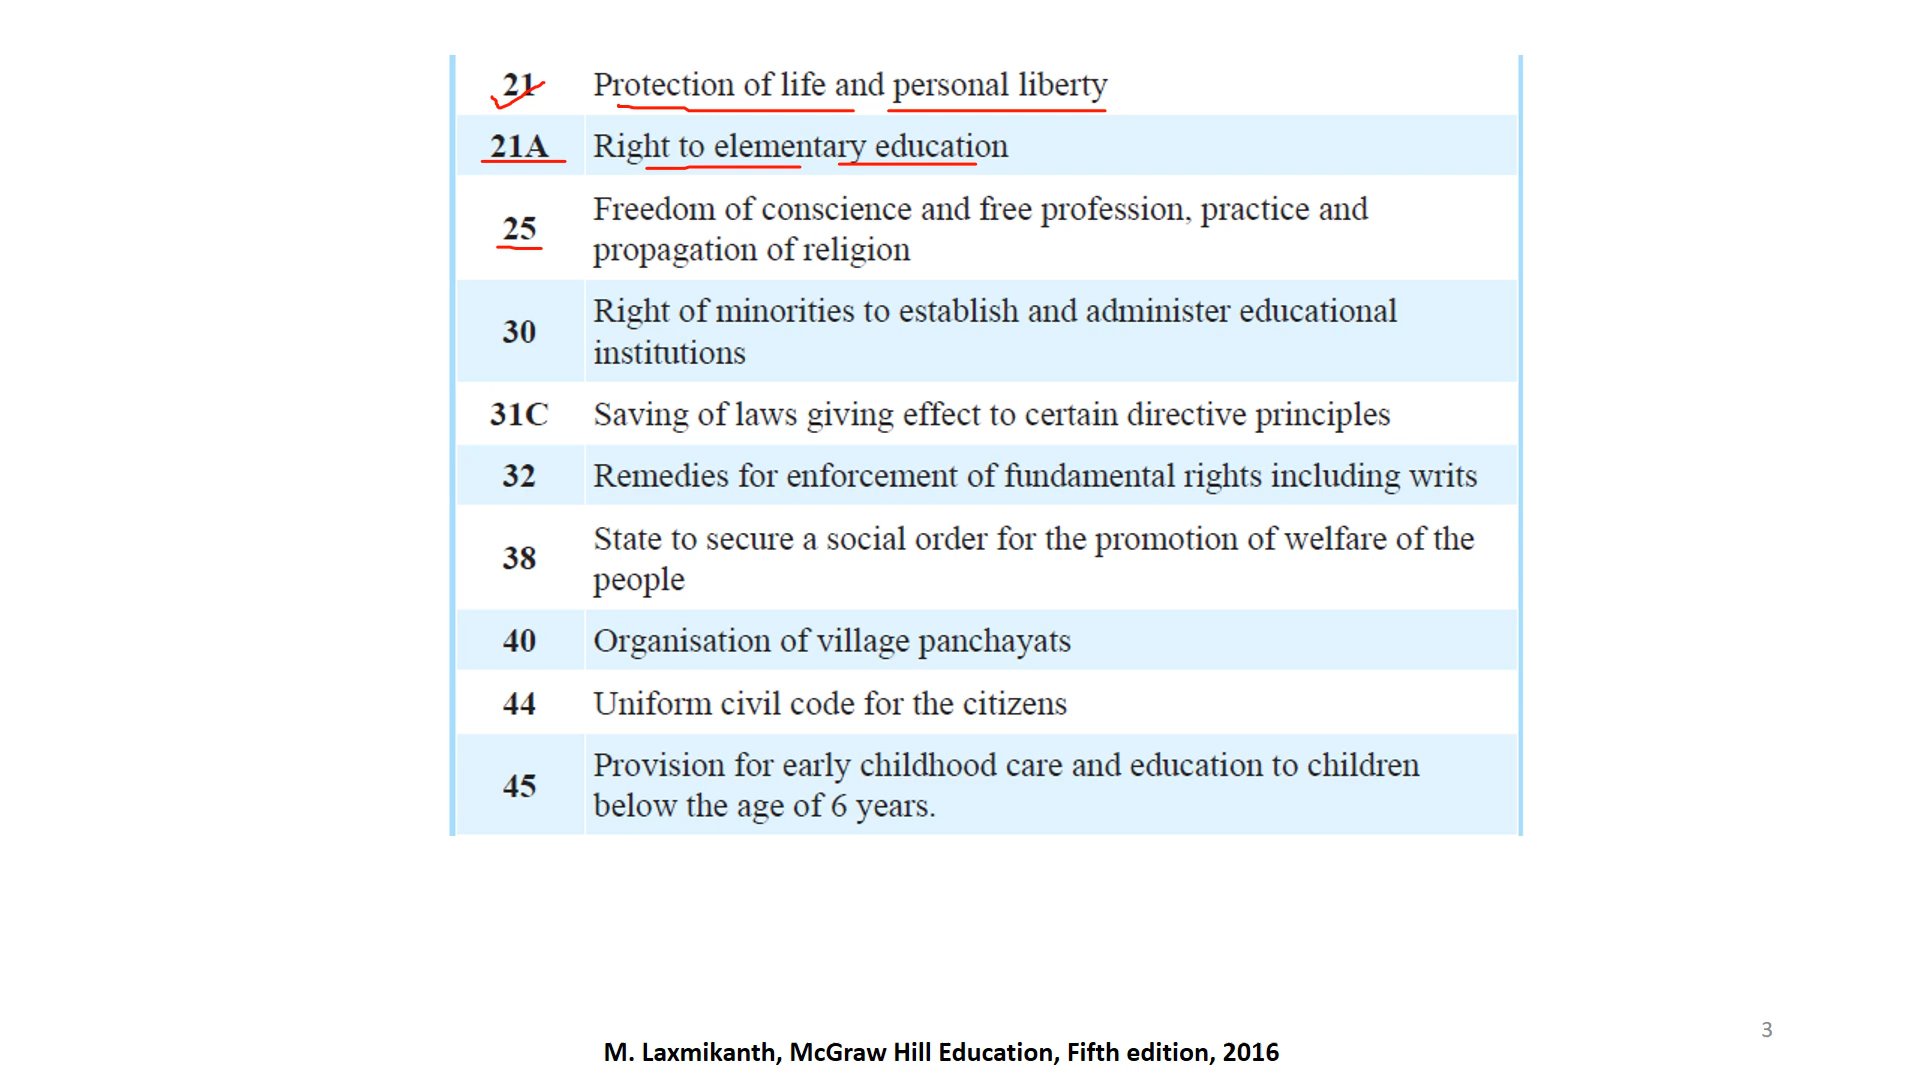 21 Protection of life and personal liberty
21A Right to elementary education
25 Freedom of conscience and free profession, practice and
propagation of religion
30 Right of minorities to establish and administer educational
institutions
31C Saving of laws giving effect to certain directive principles
32 Remedies for enforcement of fundamental rights including writs
38 State to secure a social order for the promotion of welfare of the
people
40 Organisation of village panchayats
44 Uniform civil code for the citizens
45 Provision for early childhood care and education to children
below the age of 6 years.
3
M. Laxmikanth, McGraw Hill Education, Fifth edition, 2016